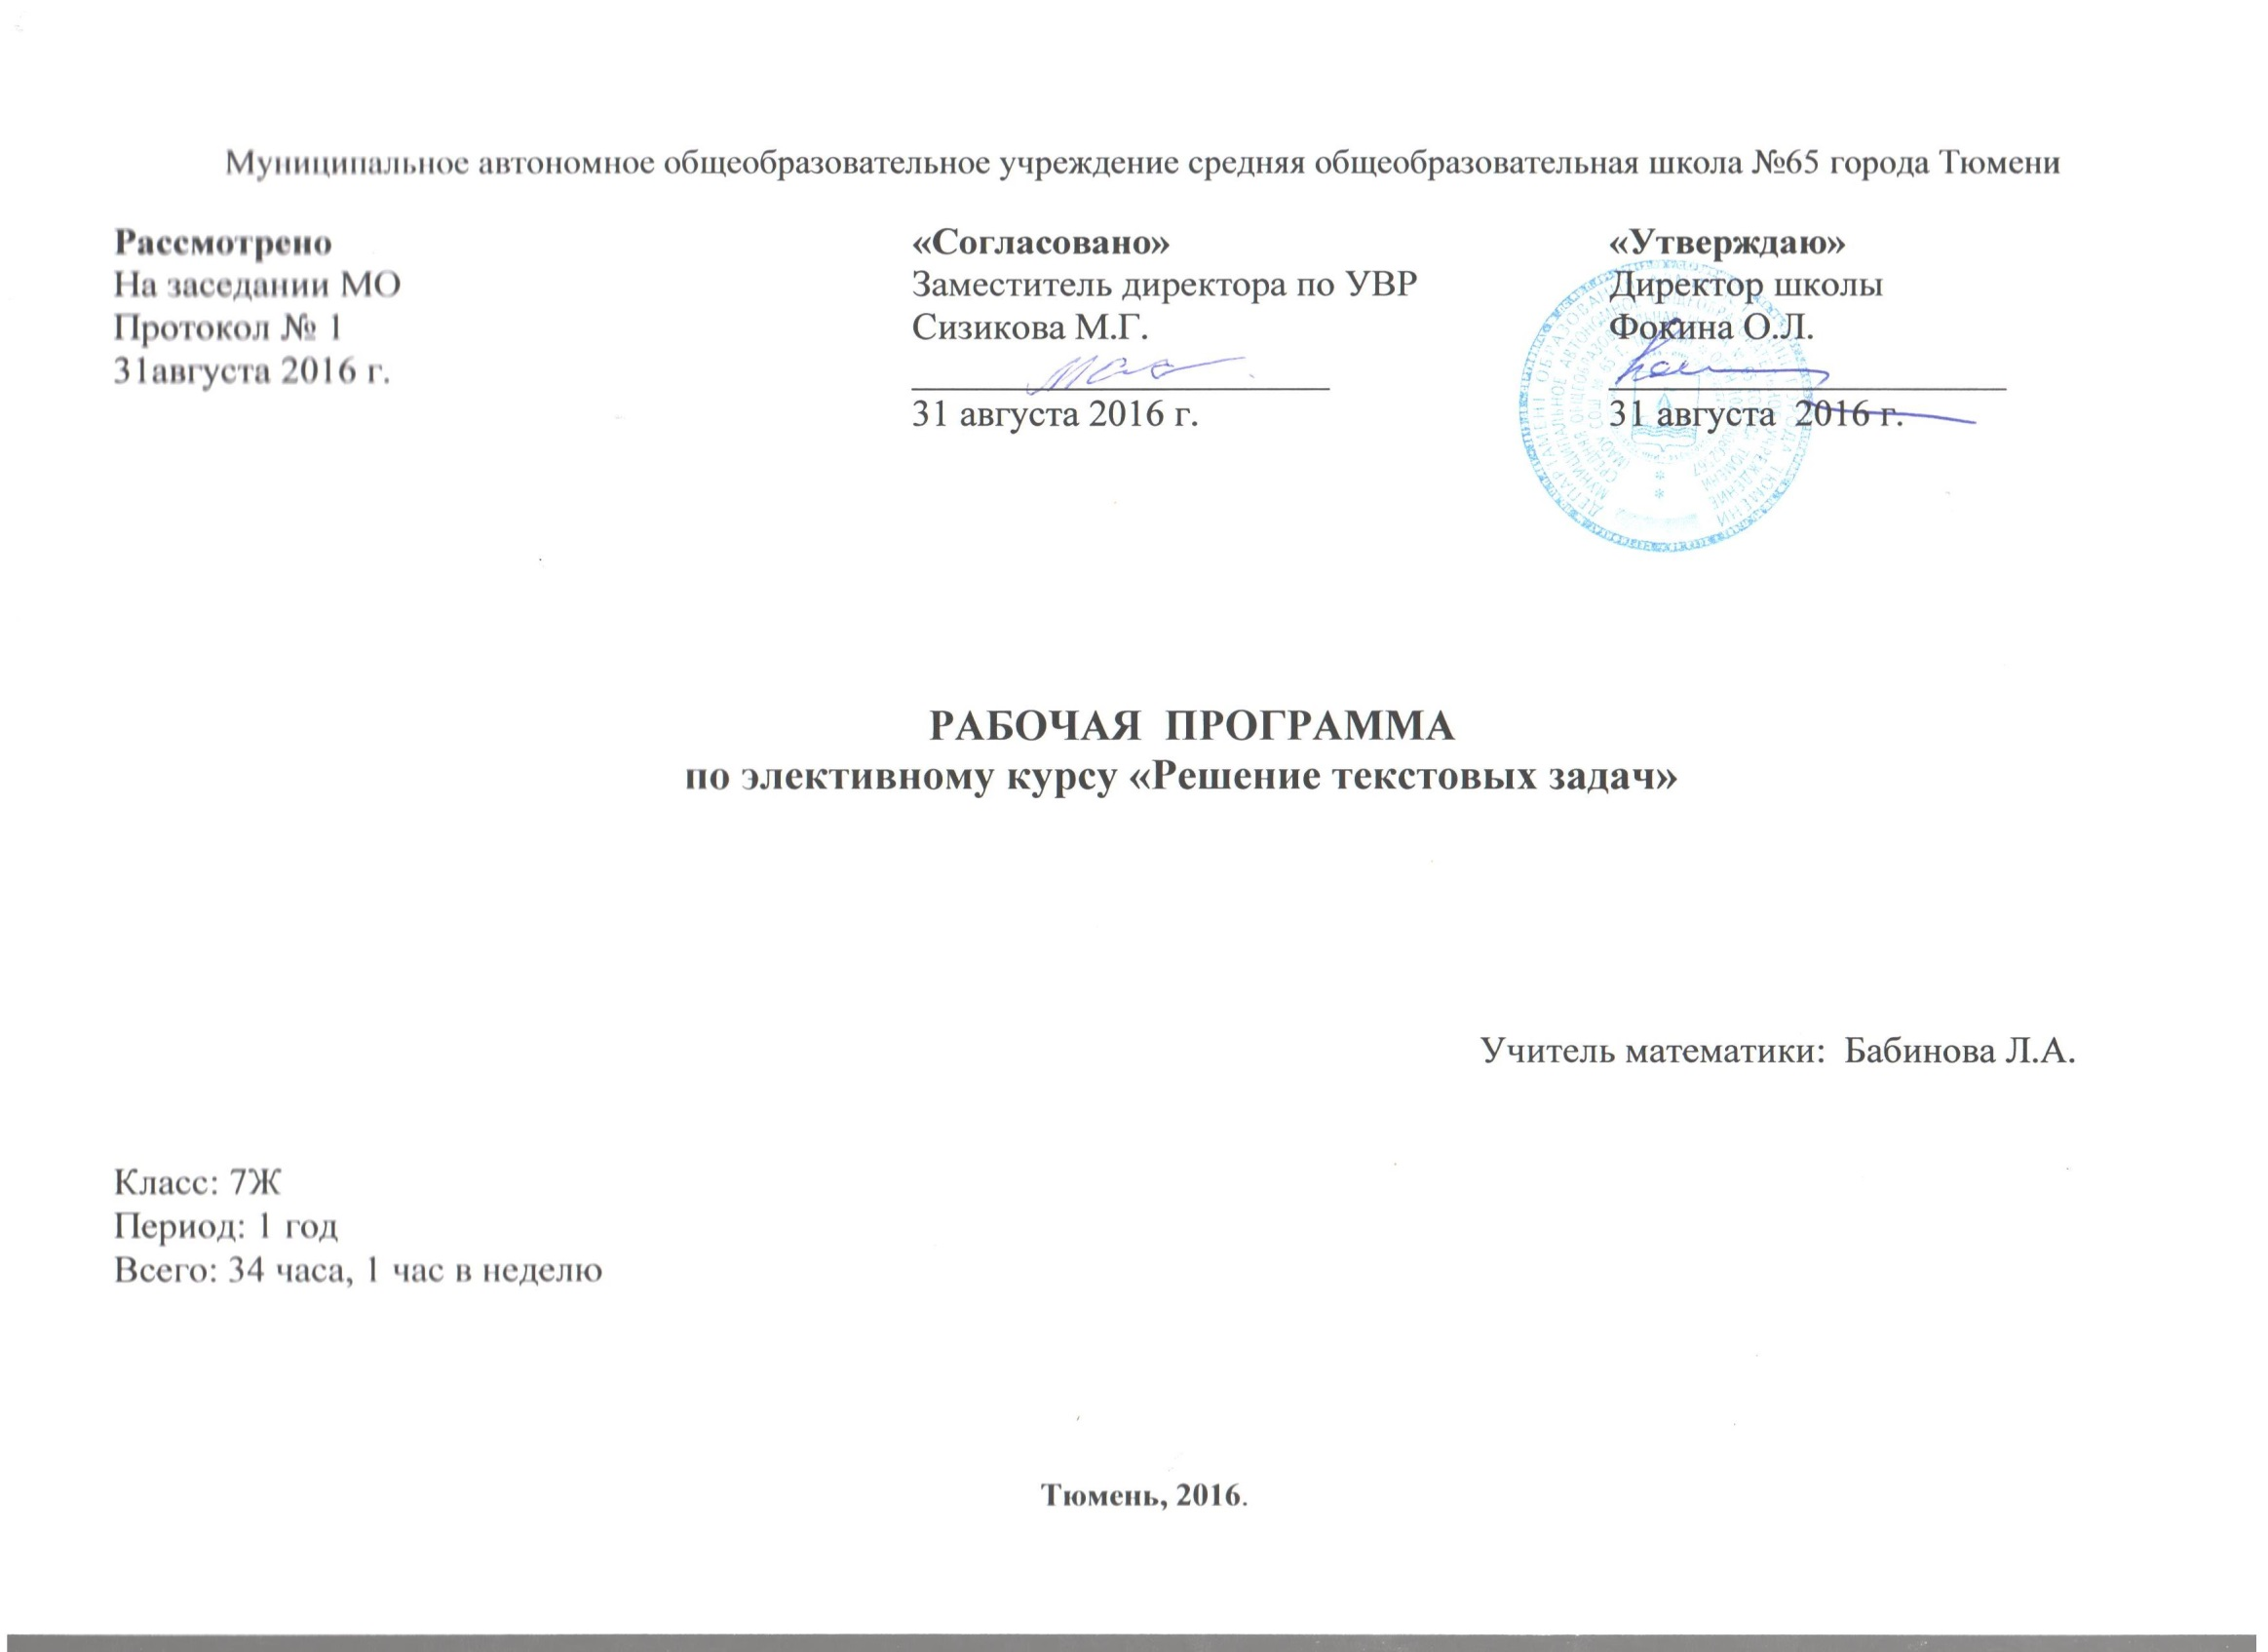 Муниципальное автономное общеобразовательное учреждение средняя общеобразовательная школа №65 города Тюмени
Рассмотрено
На заседании МО
Протокол № 1
31августа 2016 г.
«Согласовано»
Заместитель директора по УВР
Сизикова М.Г.
31 августа 2016 г.
«Утверждаю»
Директор школы
Фокина О.Л.
31 августа 2016 г.
РАБОЧАЯ ПРОГРАММА
по элективному курсу «Решение текстовых задач»
Учитель математики: Бабинова Л.А.
Класс: 7Ж
Период: 1 год
Всего: 34 часа, 1 час в неделю
Тюмень, 2016.